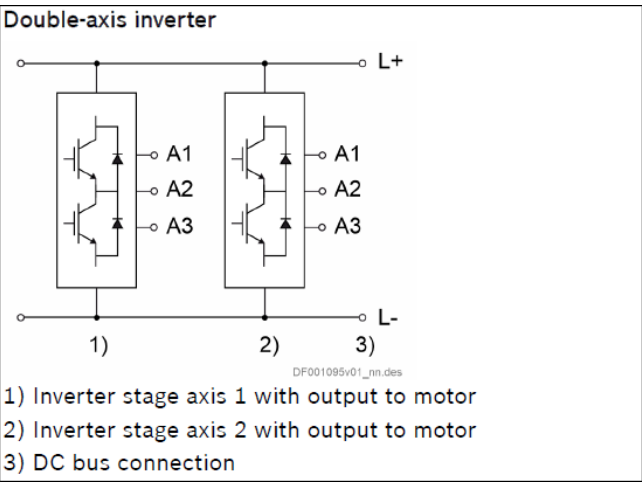 Double-axis inverter
L+
A1
A1
A2
A2
A3
A3
L-
1)
2)
3)
DF001095v01_nn.des
1) Inverter stage axis 1 with output to motor
2) Inverter stage axis 2 with output to motor
3) DC bus connection